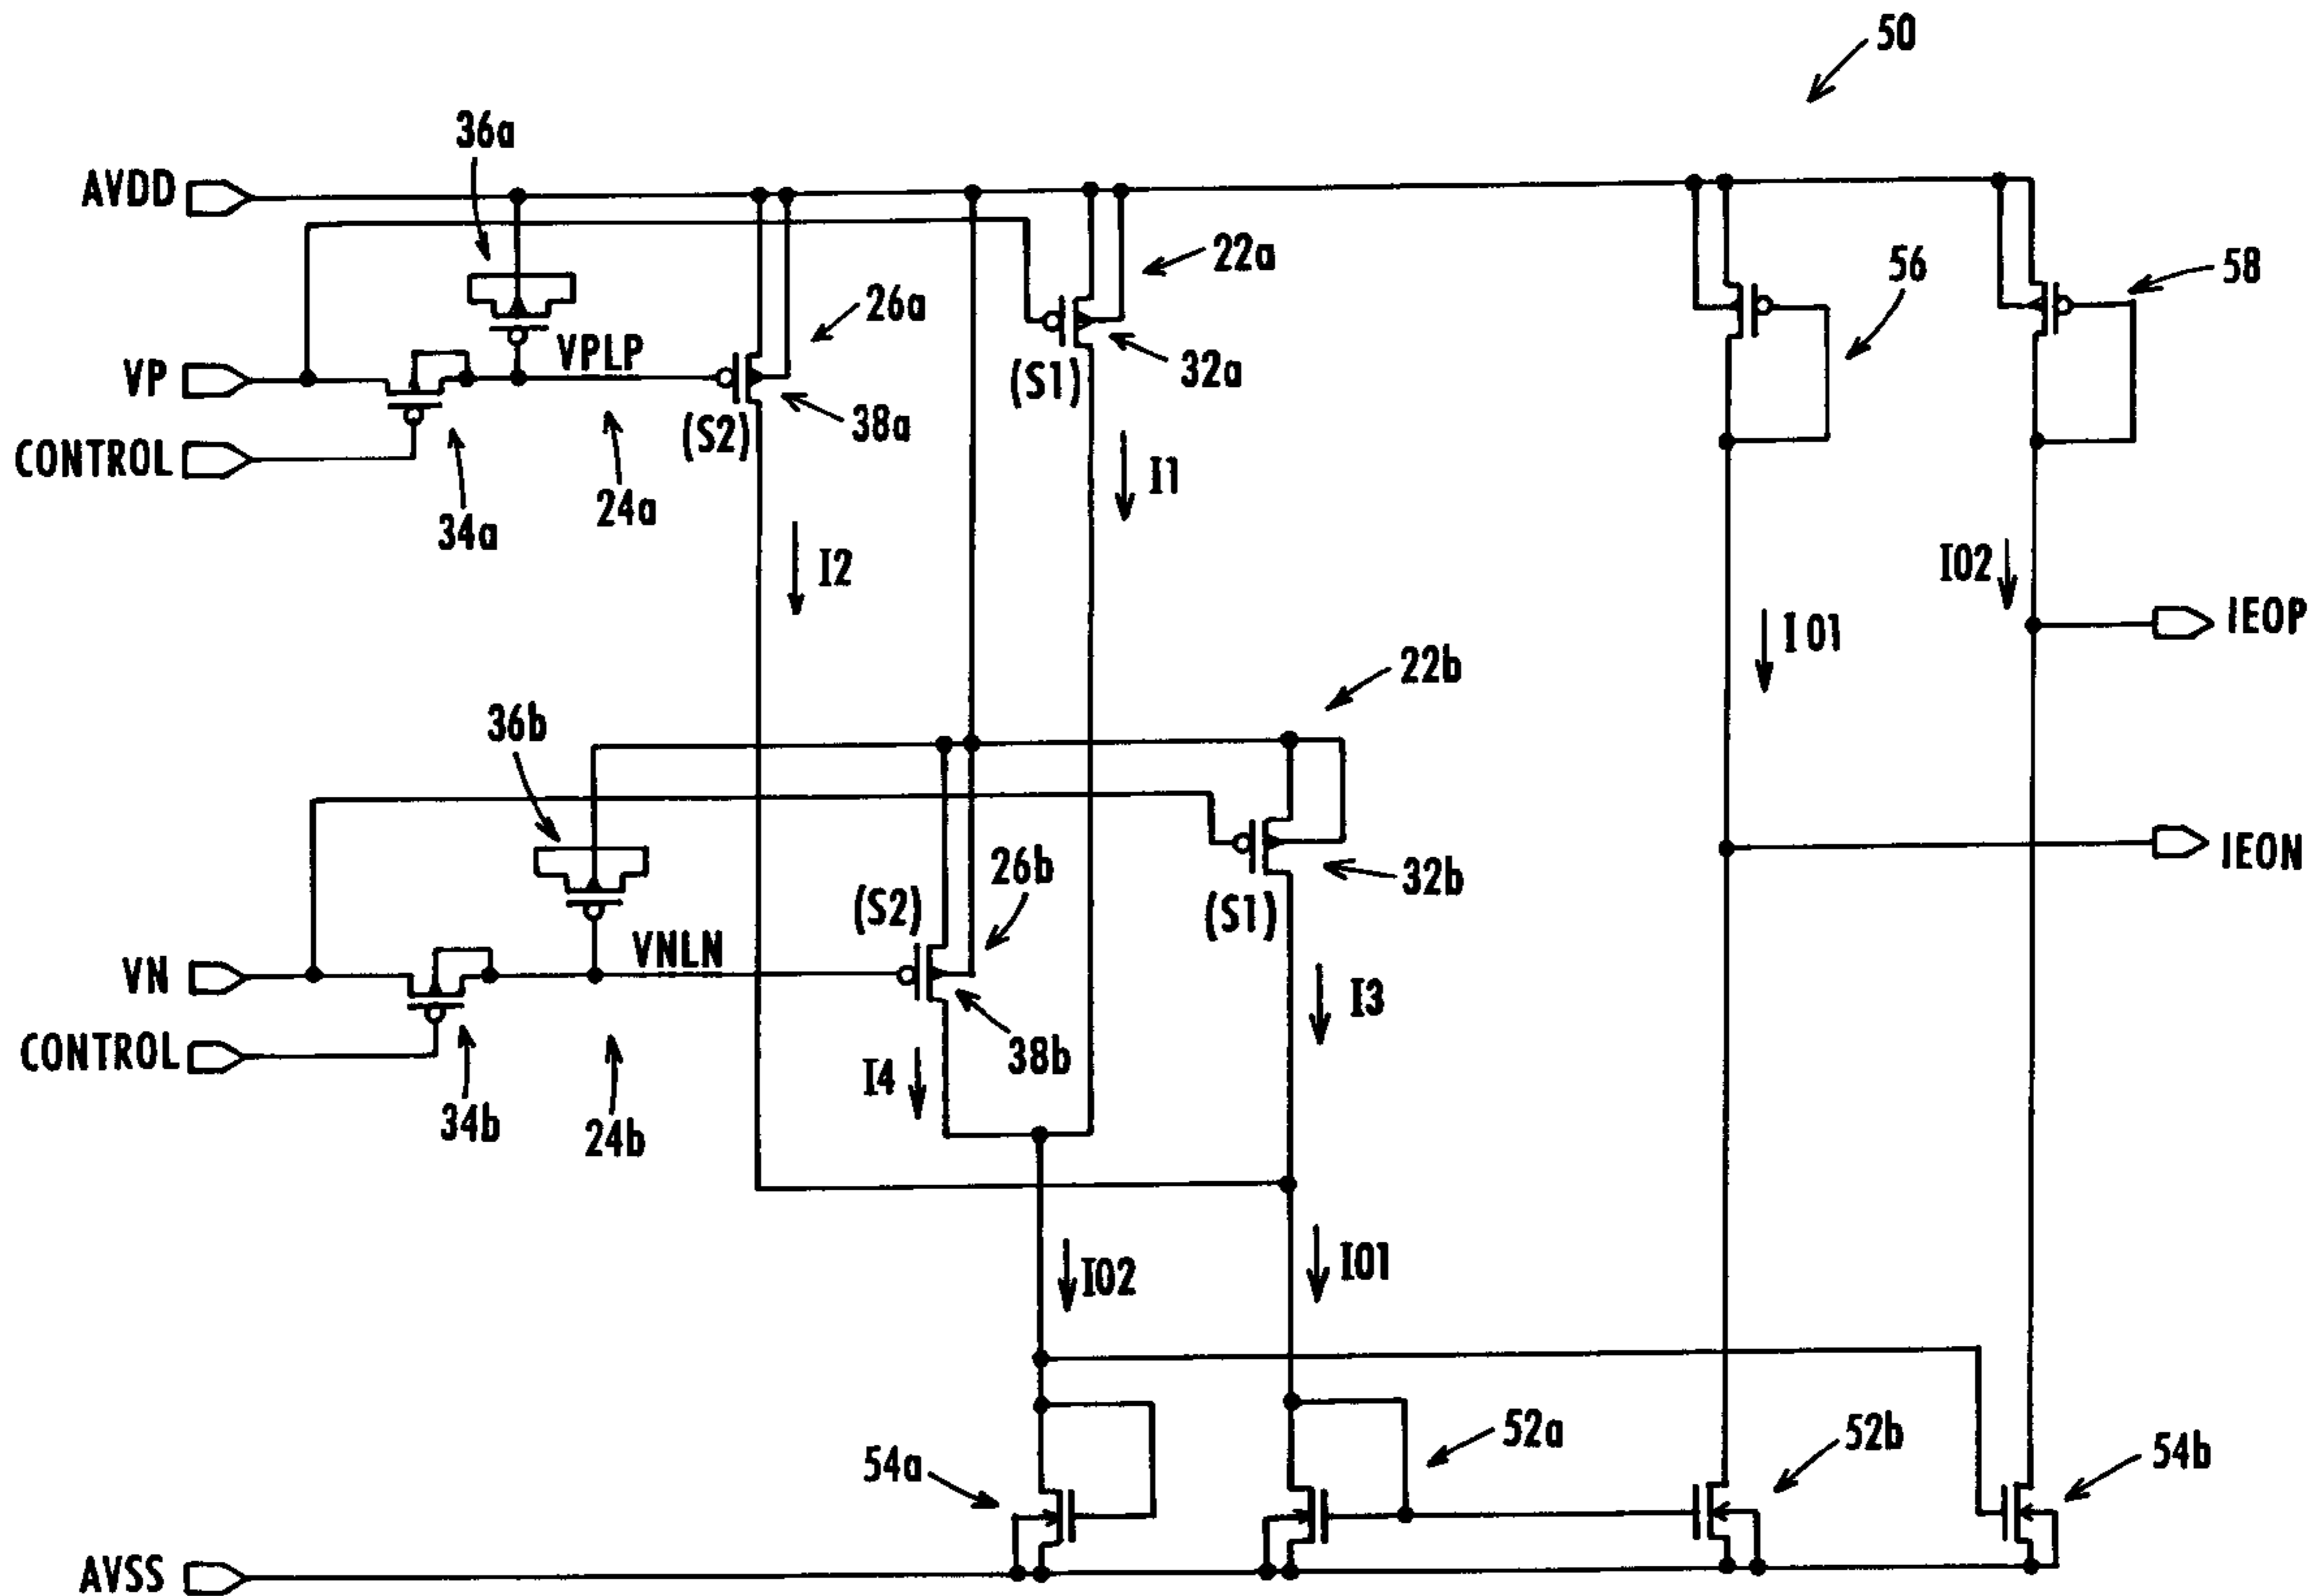 50
36a
AVDD
22a
56
58
26a
VPLP
VP
32a
(S1)
38a
(S2)
CONTROL
I1
24a
34a
I2
I02
IEOP
I01
22b
36b
IEON
26b
32b
(S2)
(S1)
VNLN
VN
I3
38b
CONTROL
I4
34b
24b
I02
I01
52a
52b
54a
54b
AVSS